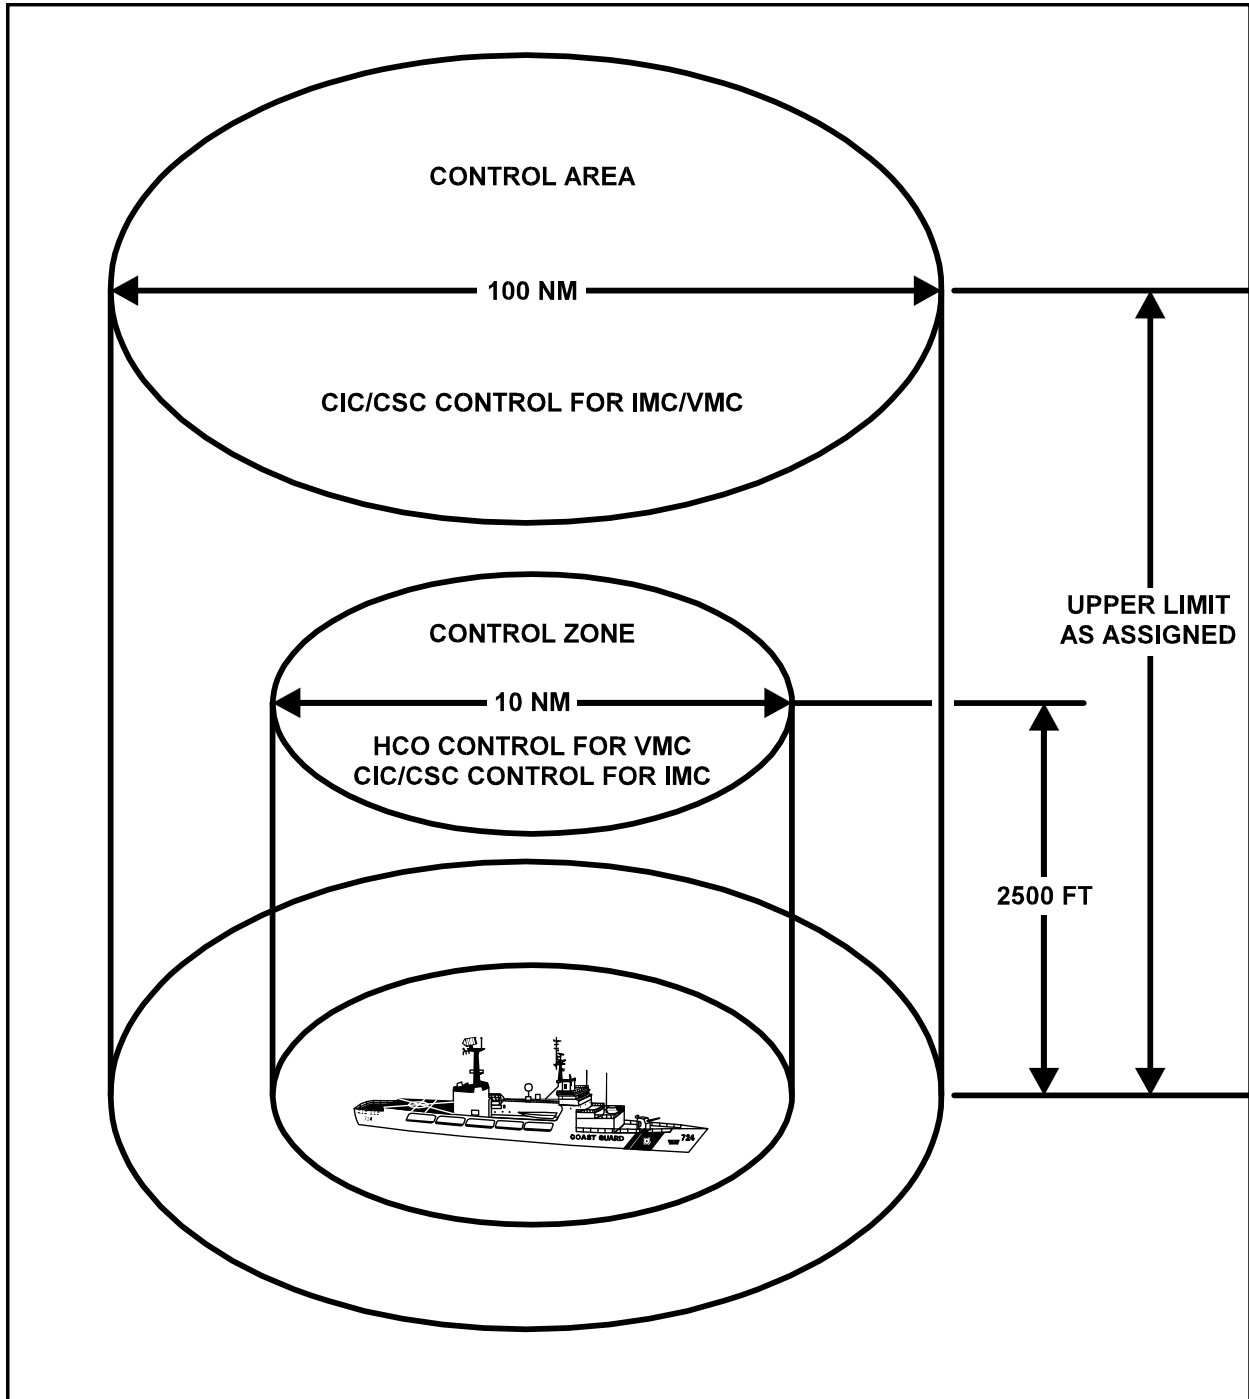 CONTROL AREA
100 NM
CIC/CSC CONTROL FOR IMC/VMC
CONTROL ZONE
10 NM
HCO CONTROL FOR VMC
CIC/CSC CONTROL FOR IMC
UPPER LIMIT
AS ASSIGNED
2500 FT
724
COAST GUARD
724